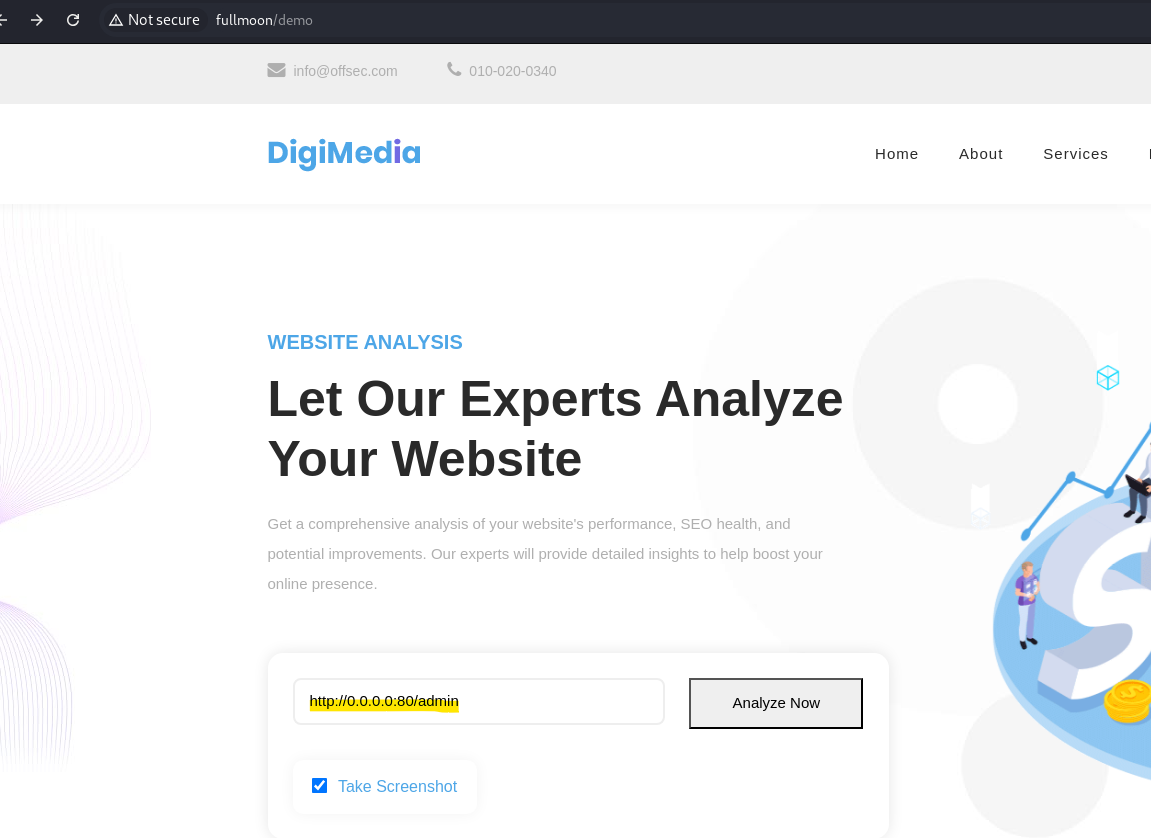 Not secure fullmoon/demo
info@offsec.com 010-020-0340
DigiMedia
Home About Services
WEBSITE ANALYSIS
Let Our Experts Analyze
Your Website
Get a comprehensive analysis of your website's performance, SEO health, and
potential improvements. Our experts will provide detailed insights to help boost your
online presence.
http://0.0.0.0:80/admin
Analyze Now
Take Screenshot